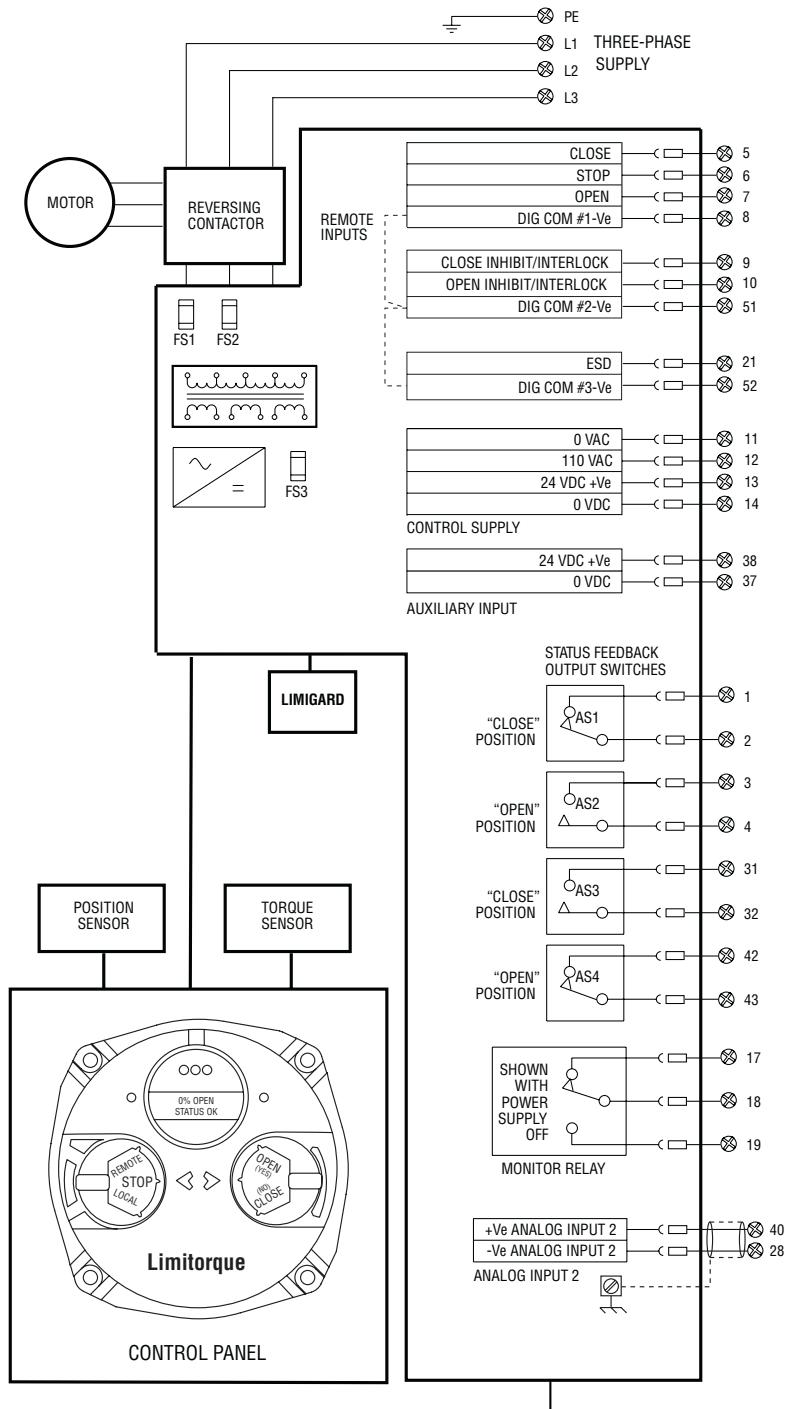 PE
L1 THREE-PHASE
L2 SUPPLY
L3
MOTOR
REVERSING
CONTACTOR
REMOTE
INPUTS
CLOSE 5
STOP 6
OPEN 7
DIG COM #1-Ve 8
CLOSE INHIBIT/INTERLOCK 9
OPEN INHIBIT/INTERLOCK 10
DIG COM #2-Ve 51
FS1 FS2
ESD 21
DIG COM #3-Ve 52
FS3
0 VAC 11
110 VAC 12
24 VDC +Ve 13
0 VDC 14
CONTROL SUPPLY
24 VDC +Ve 38
0 VDC 37
AUXILIARY INPUT
LIMIGARD
STATUS FEEDBACK
OUTPUT SWITCHES
"CLOSE"
POSITION
AS1
1
2
"OPEN"
POSITION
AS2
3
4
"CLOSE"
POSITION
AS3
31
32
"OPEN"
POSITION
AS4
42
43
POSITION
SENSOR
TORQUE
SENSOR
0% OPEN
STATUS OK
REMOTE
STOP
LOCAL
OPEN
(YES)
(NO)
CLOSE
Limitorque
CONTROL PANEL
SHOWN
WITH
POWER
SUPPLY
OFF
17
18
19
MONITOR RELAY
+Ve ANALOG INPUT 2 40
-Ve ANALOG INPUT 2 28
ANALOG INPUT 2